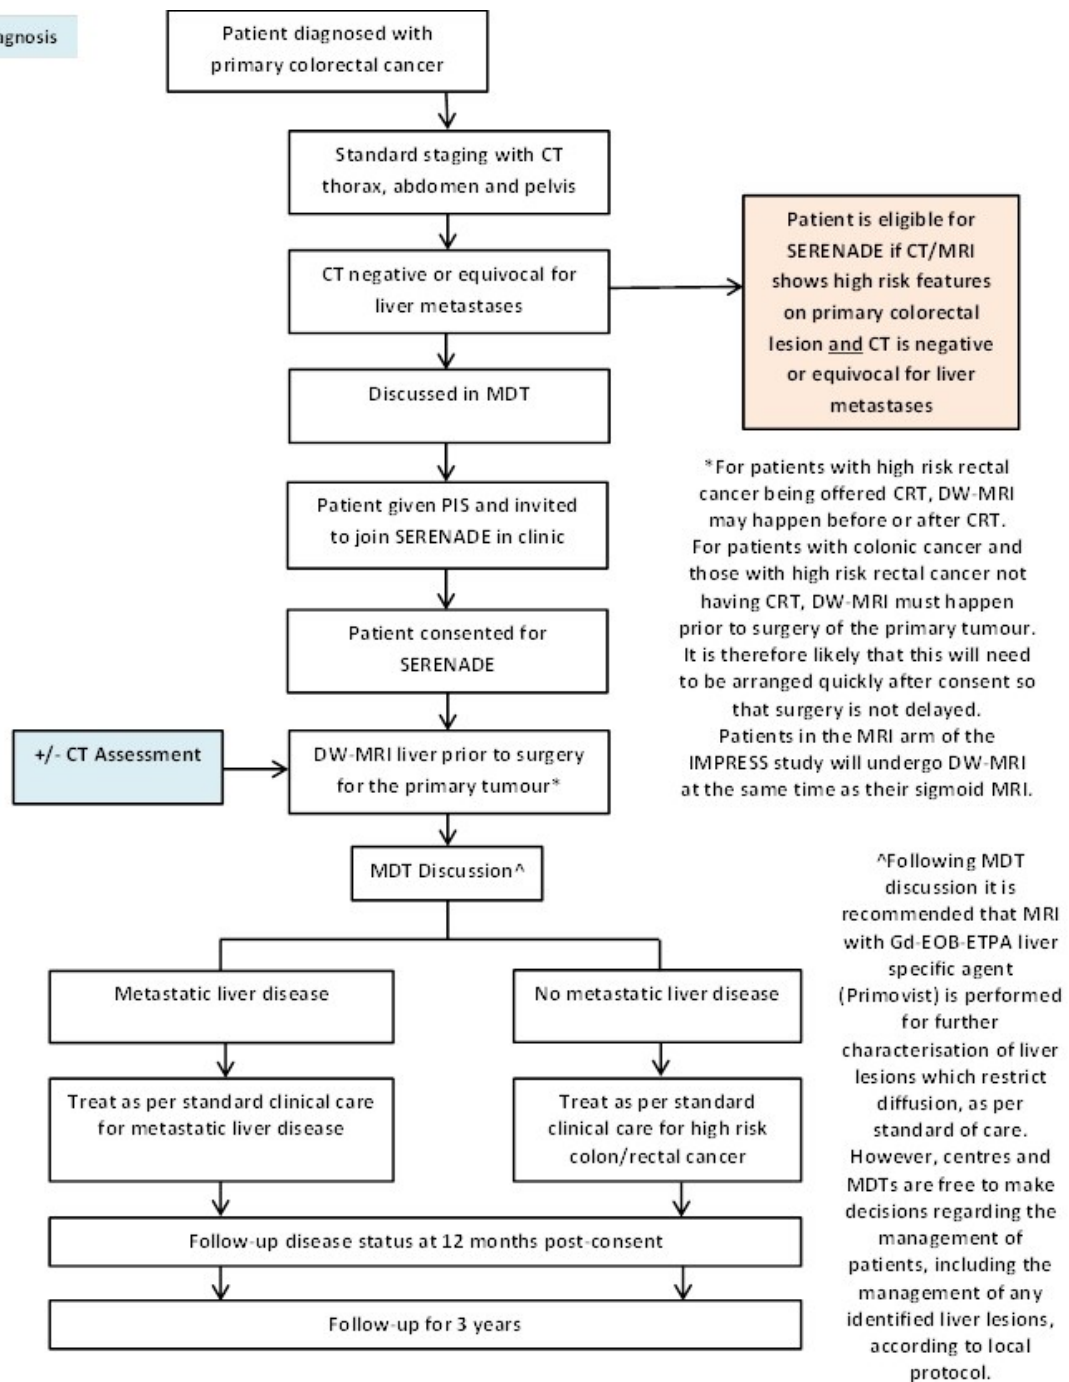 agnosis
Patient diagnosed with
primary colorectal cancer
Standard staging with CT
thorax, abdomen and pelvis
CT negative or equivocal for
liver metastases
Patient is eligible for
SERENADE if CT/MRI
shows high risk features
on primary colorectal
lesion and CT is negative
or equivocal for liver
metastases
Discussed in MDT
Patient given PIS and invited
to join SERENADE in clinic
Patient consented for
SERENADE
*For patients with high risk rectal
cancer being offered CRT, DW-MRI
may happen before or after CRT.
For patients with colonic cancer and
those with high risk rectal cancer not
having CRT, DW-MRI must happen
prior to surgery of the primary tumour.
It is therefore likely that this will need
to be arranged quickly after consent so
that surgery is not delayed.
Patients in the MRI arm of the
IMPRESS study will undergo DW-MRI
at the same time as their sigmoid MRI.
+/- CT Assessment
DW-MRI liver prior to surgery
for the primary tumour*
MDT Discussion^
Metastatic liver disease
No metastatic liver disease
Treat as per standard clinical care
for metastatic liver disease
Treat as per standard
clinical care for high risk
colon/rectal cancer
Follow-up disease status at 12 months post-consent
Follow-up for 3 years
^Following MDT
discussion it is
recommended that MRI
with Gd-EOB-ETPA liver
specific agent
(Primovist) is performed
for further
characterisation of liver
lesions which restrict
diffusion, as per
standard of care.
However, centres and
MDTs are free to make
decisions regarding the
management of
patients, including the
management of any
identified liver lesions,
according to local
protocol.